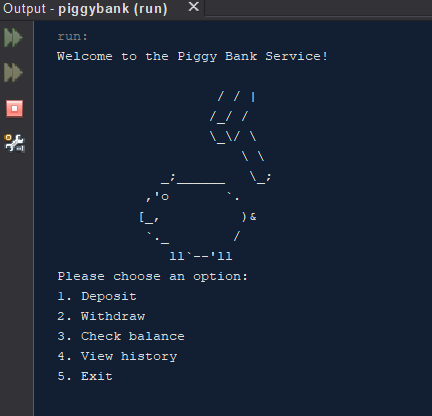 Output - piggybank (run)
run:
Welcome to the Piggy Bank Service!
                    / / |
                   /_/ /
                   \_\/ \
                       \ \
             _;______   \_;
           ,'o       `.
          [_,          )&
           `._        /
              ll`--'ll
Please choose an option:
1. Deposit
2. Withdraw
3. Check balance
4. View history
5. Exit